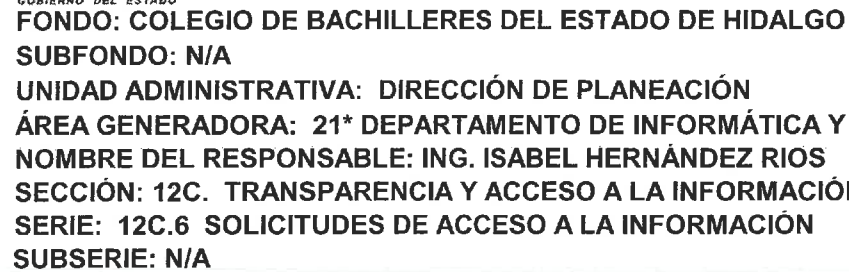 GOBIERNO DEL ESTADO
FONDO: COLEGIO DE BACHILLERES DEL ESTADO DE HIDALGO
SUBFONDO: N/A
UNIDAD ADMINISTRATIVA: DIRECCIÓN DE PLANEACIÓN
ÁREA GENERADORA: 21* DEPARTAMENTO DE INFORMÁTICA Y
NOMBRE DEL RESPONSABLE: ING. ISABEL HERNÁNDEZ RIOS
SECCIÓN: 12C. TRANSPARENCIA Y ACCESO A LA INFORMACIÓ
SERIE: 12C.6 SOLICITUDES DE ACCESO A LA INFORMACIÓN
SUBSERIE: N/A